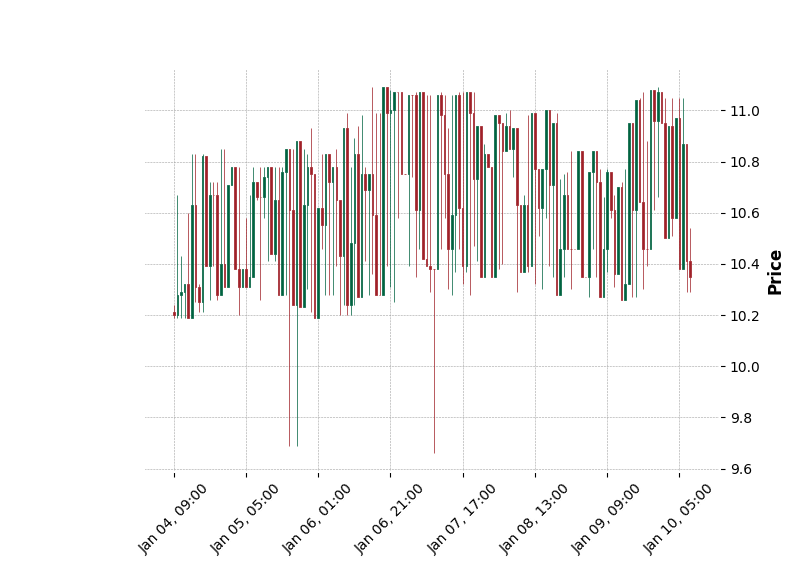 11.0
10.8
10.6
10.4
10.2
10.0
9.8
9.6
Price
Jan 04, 09:00
Jan 05, 05:00
Jan 06, 01:00
Jan 06, 21:00
Jan 07, 17:00
Jan 08, 13:00
Jan 09, 09:00
Jan 10, 05:00